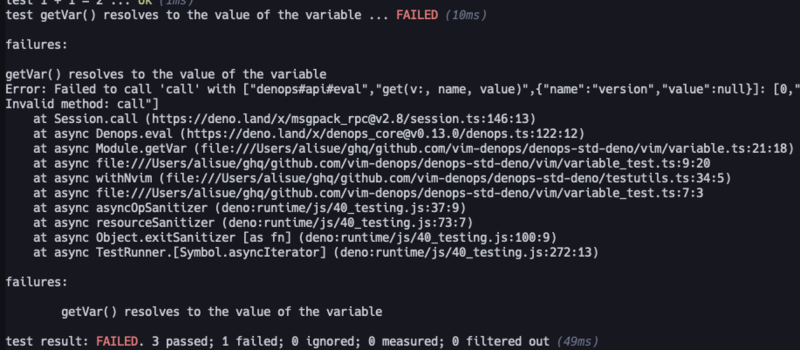 test 1 + 1 = 2 ... ok (1ms)
test getVar() resolves to the value of the variable ... FAILED (10ms)
failures:
getVar() resolves to the value of the variable
Error: Failed to call 'call' with ["denops#api#eval","get(v:, name, value)",{"name":"version","value":null}]: [0,"
Invalid method: call"]
at Session.call (https://deno.land/x/msgpack_rpc@v2.8/session.ts:146:13)
at async Denops.eval (https://deno.land/x/denops_core@v0.13.0/denops.ts:122:12)
at async Module.getVar (file:///Users/alisue/ghq/github.com/vim-denops/denops-std-deno/vim/variable.ts:21:18)
at async file:///Users/alisue/ghq/github.com/vim-denops/denops-std-deno/vim/variable_test.ts:9:20
at async withNvim (file:///Users/alisue/ghq/github.com/vim-denops/denops-std-deno/testutils.ts:34:5)
at async file:///Users/alisue/ghq/github.com/vim-denops/denops-std-deno/vim/variable_test.ts:7:3
at async asyncOpSanitizer (deno:runtime/js/40_testing.js:37:9)
at async resourceSanitizer (deno:runtime/js/40_testing.js:73:7)
at async Object.exitSanitizer [as fn] (deno:runtime/js/40_testing.js:100:9)
at async TestRunner.[Symbol.asyncIterator] (deno:runtime/js/40_testing.js:272:13)
failures:
getVar() resolves to the value of the variable
test result: FAILED. 3 passed; 1 failed; 0 ignored; 0 measured; 0 filtered out (49ms)